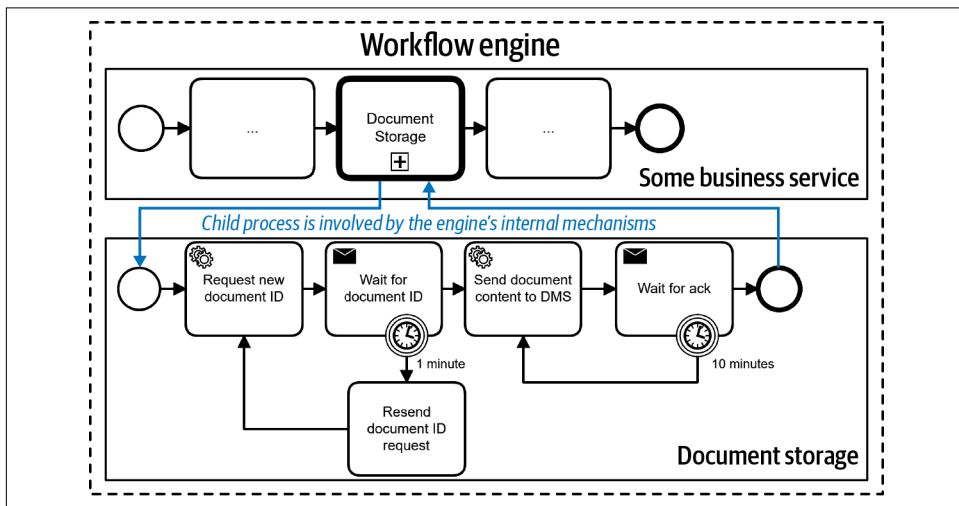 Workflow engine
...
Document
Storage
...
Some business service
Child process is involved by the engine's internal mechanisms
Request new
document ID
Wait for
document ID
Send document
content to DMS
Wait for ack
1 minute
10 minutes
Resend
document ID
request
Document storage